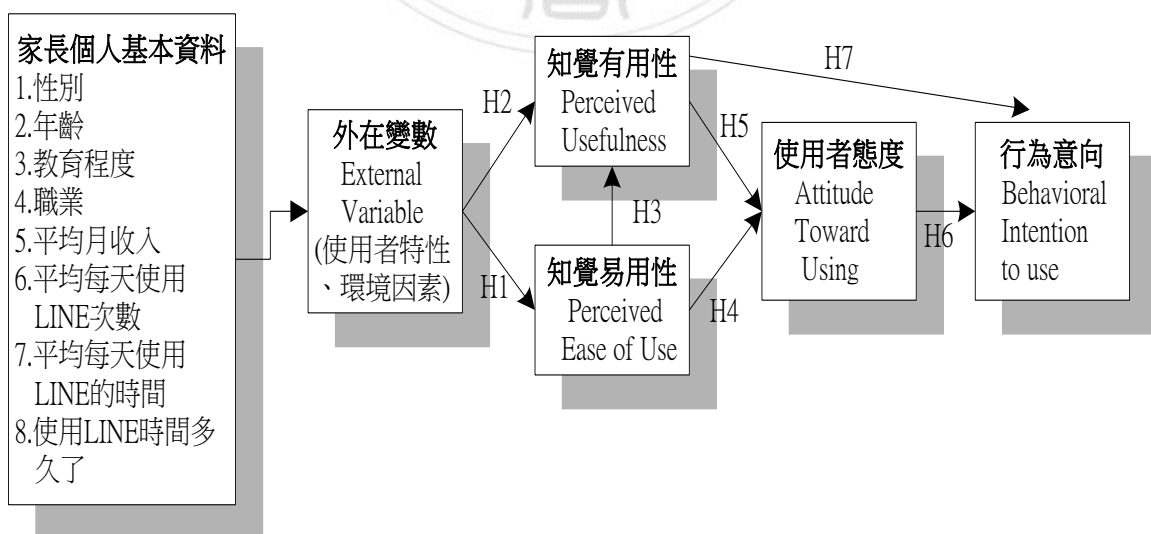 家長個人基本資料
1.性別
2.年齡
3.教育程度
4.職業
5.平均月收入
6.平均每天使用
LINE次數
7.平均每天使用
LINE的時間
8.使用LINE時間多
久了
外在變數
External
Variable
(使用者特性
、環境因素)
H2
H1
知覺有用性
Perceived
Usefulness
H3
知覺易用性
Perceived
Ease of Use
H7
H5
H4
使用者態度
Attitude
Toward
Using
H6
行為意向
Behavioral
Intention
to use